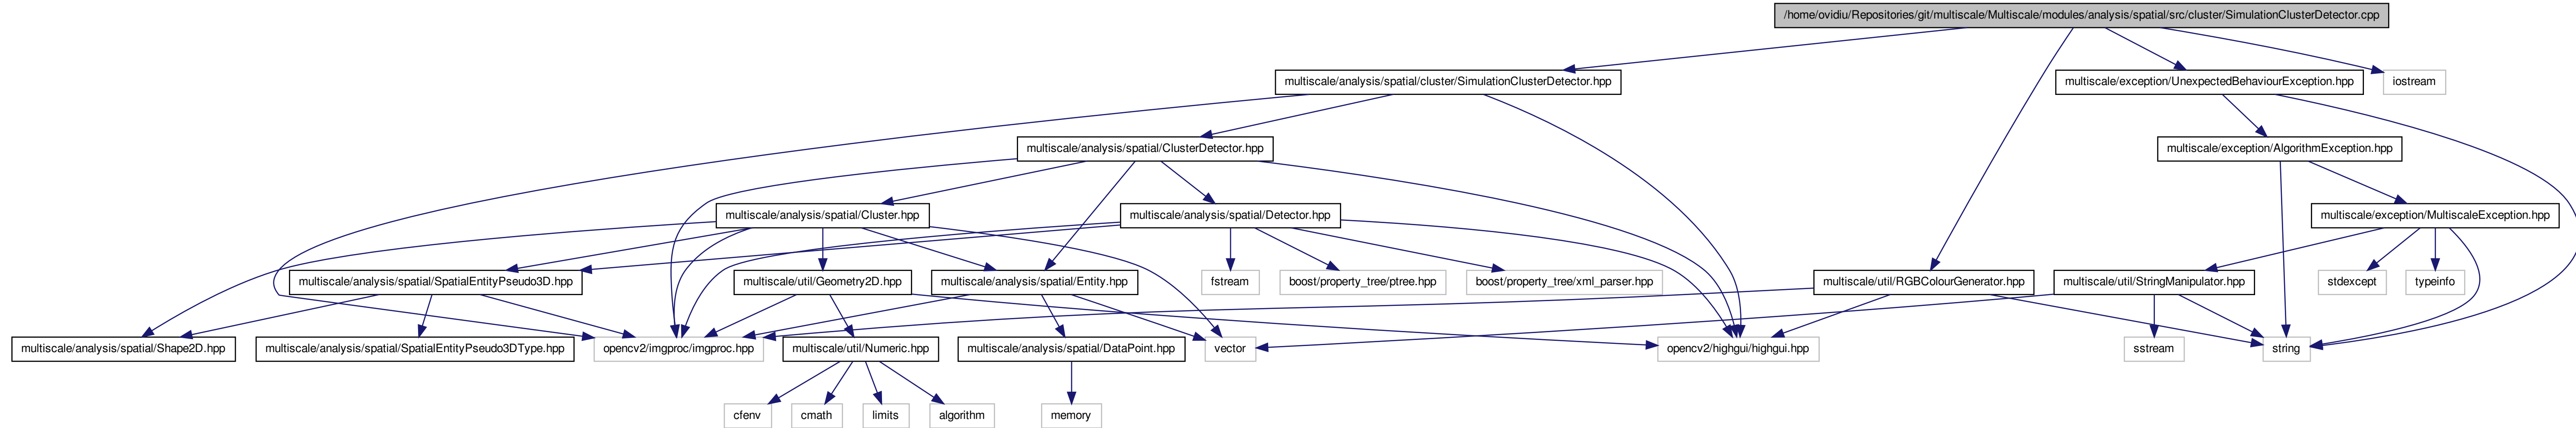 /home/ovidiu/Repositories/git/multiscale/Multiscale/modules/analysis/spatial/src/cluster/SimulationClusterDetector.cpp
multiscale/analysis/spatial/cluster/SimulationClusterDetector.hpp
multiscale/exception/UnexpectedBehaviourException.hpp
iostream
multiscale/analysis/spatial/ClusterDetector.hpp
multiscale/exception/AlgorithmException.hpp
multiscale/analysis/spatial/Cluster.hpp
multiscale/analysis/spatial/Detector.hpp
multiscale/exception/MultiscaleException.hpp
multiscale/analysis/spatial/SpatialEntityPseudo3D.hpp
multiscale/util/Geometry2D.hpp
multiscale/analysis/spatial/Entity.hpp
fstream
boost/property_tree/ptree.hpp
boost/property_tree/xml_parser.hpp
multiscale/util/RGBColourGenerator.hpp
multiscale/util/StringManipulator.hpp
stdexcept
typeinfo
multiscale/analysis/spatial/Shape2D.hpp
multiscale/analysis/spatial/SpatialEntityPseudo3DType.hpp
opencv2/imgproc/imgproc.hpp
multiscale/util/Numeric.hpp
multiscale/analysis/spatial/DataPoint.hpp
vector
opencv2/highgui/highgui.hpp
sstream
string
cfenv
cmath
limits
algorithm
memory